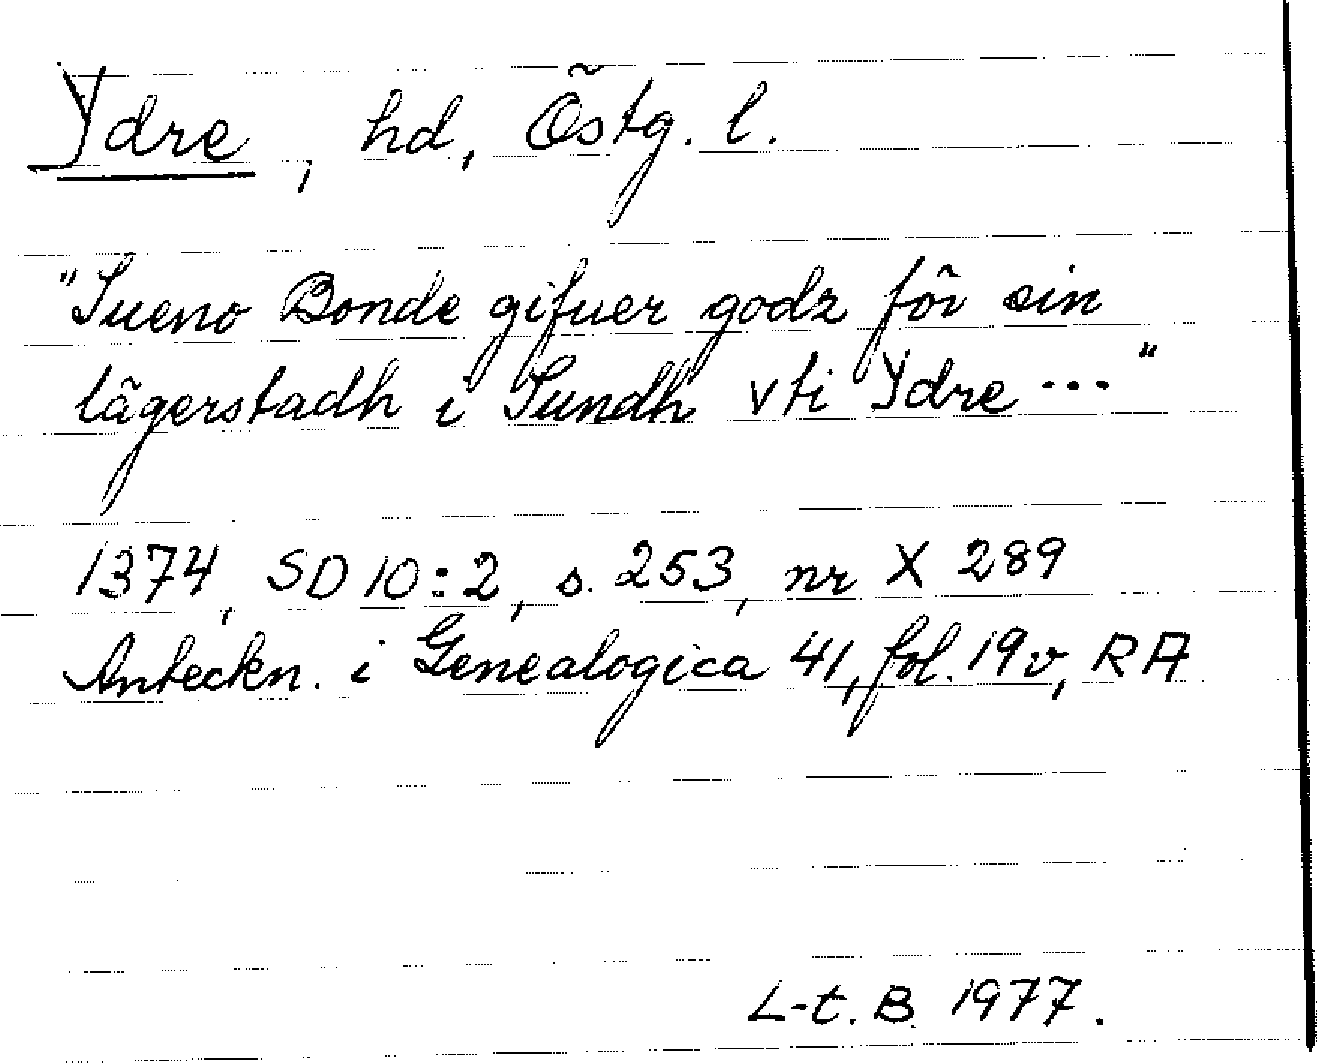 Ydre, hd, Östg. l.
"Sueno Bonde gifuer godz för sin
lägerstadh i Sundh vti Ydre ..."
1374, SD 10:2, s. 253, nr X 289
Anteckn. i Genealogica 41, fol. 19v, RA
L-t. B. 1977.